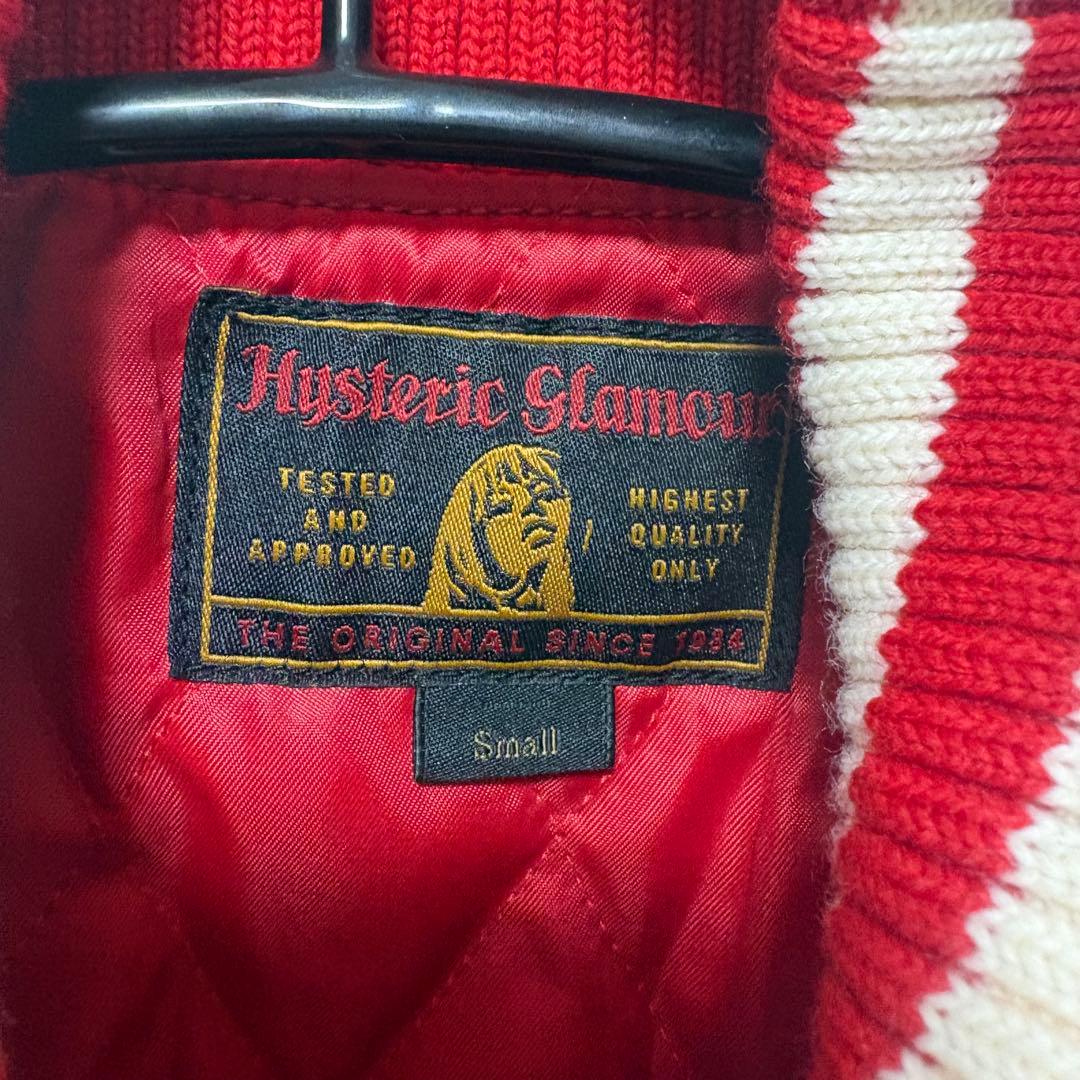 Hysteric Glamour
TESTED
AND
APPROVED
HIGHEST
QUALITY
ONLY
THE ORIGINAL SINCE 1984
Small